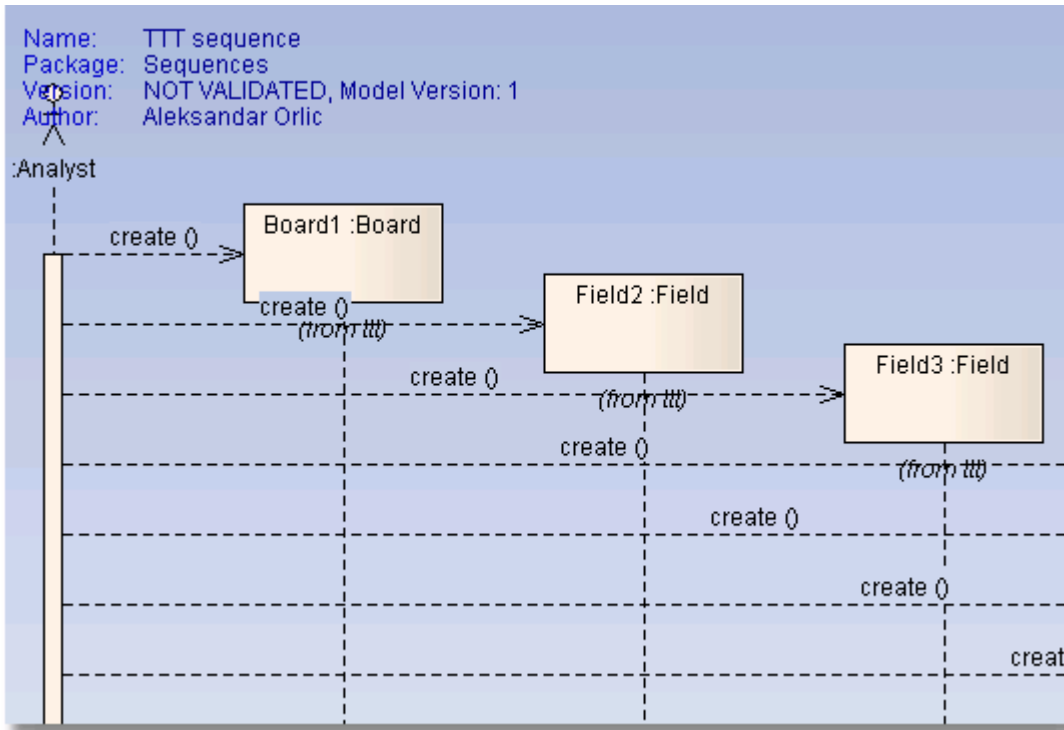 Name: TTT sequence
Package: Sequences
Version: NOT VALIDATED, Model Version: 1
Author: Aleksandar Orlic
:Analyst
Board1 :Board
create ()
Field2 :Field
create ()
(from ttt)
Field3 :Field
create ()
(from ttt)
create ()
(from ttt)
create ()
create ()
creat